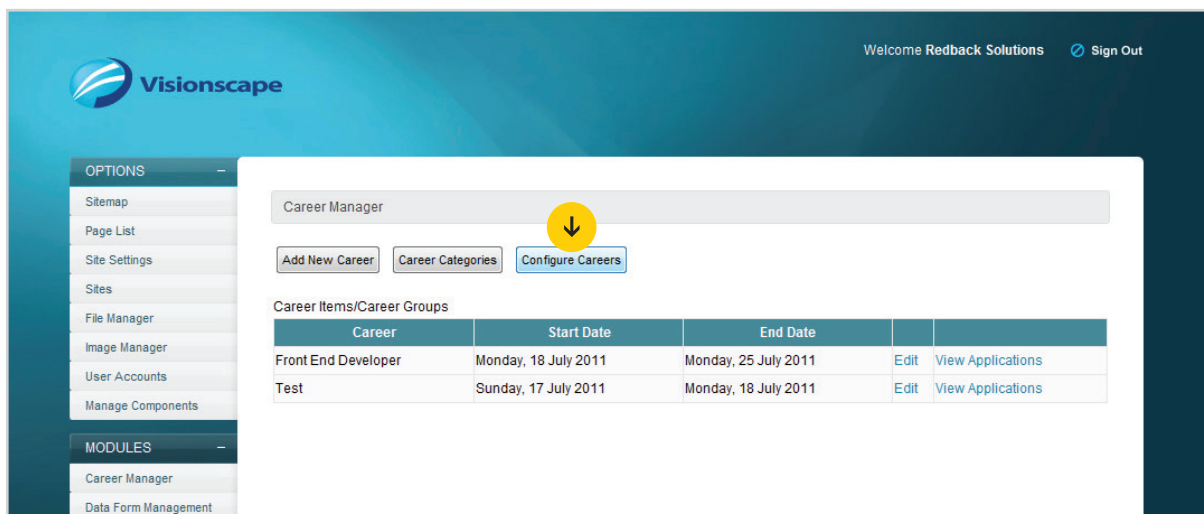 Welcome Redback Solutions Sign Out
Visionscape
OPTIONS –
Sitemap
Page List
Site Settings
Sites
File Manager
Image Manager
User Accounts
Manage Components
MODULES –
Career Manager
Data Form Management
Career Manager
Add New Career Career Categories Configure Careers
Career Items/Career Groups
Career Start Date End Date
Front End Developer Monday, 18 July 2011 Monday, 25 July 2011 Edit View Applications
Test Sunday, 17 July 2011 Monday, 18 July 2011 Edit View Applications